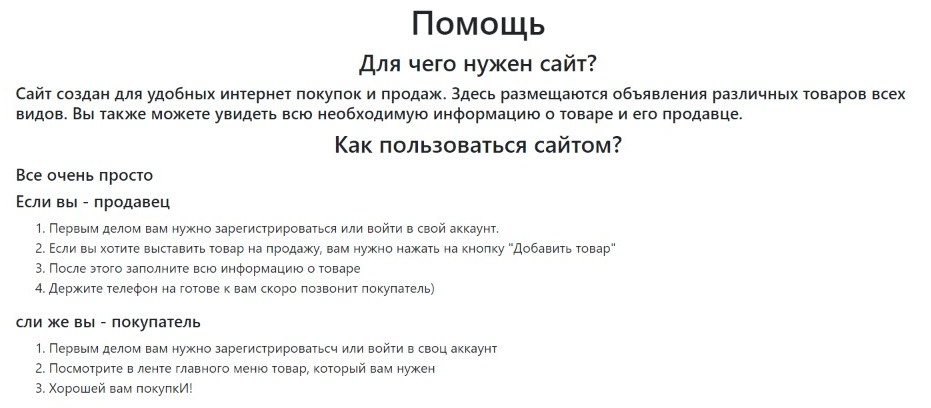 Помощь
Для чего нужен сайт?
Сайт создан для удобных интернет покупок и продаж. Здесь размещаются объявления различных товаров всех
видов. Вы также можете увидеть всю необходимую информацию о товаре и его продавце.
Как пользоваться сайтом?
Все очень просто
Если вы - продавец
1. Первым делом вам нужно зарегистрироваться или войти в свой аккаунт.
2. Если вы хотите выставить товар на продажу, вам нужно нажать на кнопку "Добавить товар"
3. После этого заполните всю информацию о товаре
4. Держите телефон на готове к вам скоро позвонит покупатель)
сли же вы - покупатель
1. Первым делом вам нужно зарегистрироватьсч или войти в своц аккаунт
2. Посмотрите в ленте главного меню товар, который вам нужен
3. Хорошей вам покупкИ!